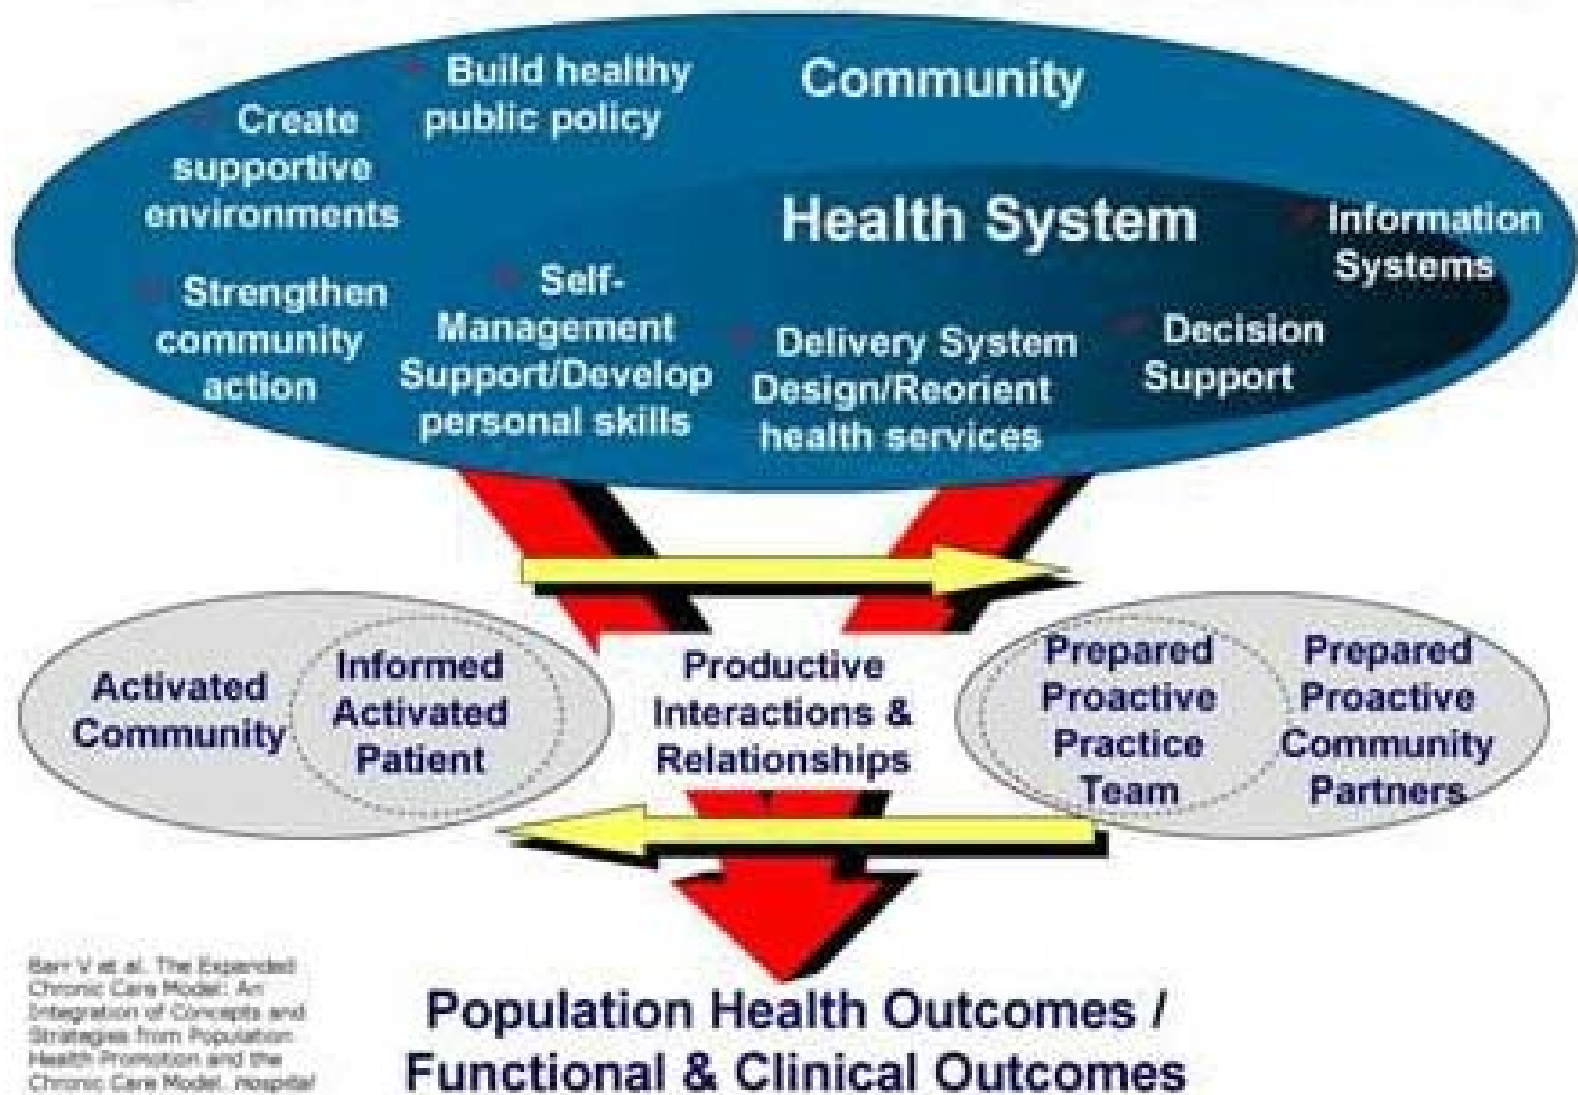 Build healthy
public policy
Community
Create
supportive
environments
Health System
Information
Systems
Strengthen
community
action
Self-
Management
Support/Develop
personal skills
Delivery System
Design/Reorient
health services
Decision
Support
Activated
Community
Informed
Activated
Patient
Productive
Interactions &
Relationships
Prepared
Proactive
Practice
Team
Prepared
Proactive
Community
Partners
Barr V et al. The Expanded
Chronic Care Model: An
Integration of Concepts and
Strategies from Population
Health Promotion and the
Chronic Care Model. Hospital
Population Health Outcomes /
Functional & Clinical Outcomes